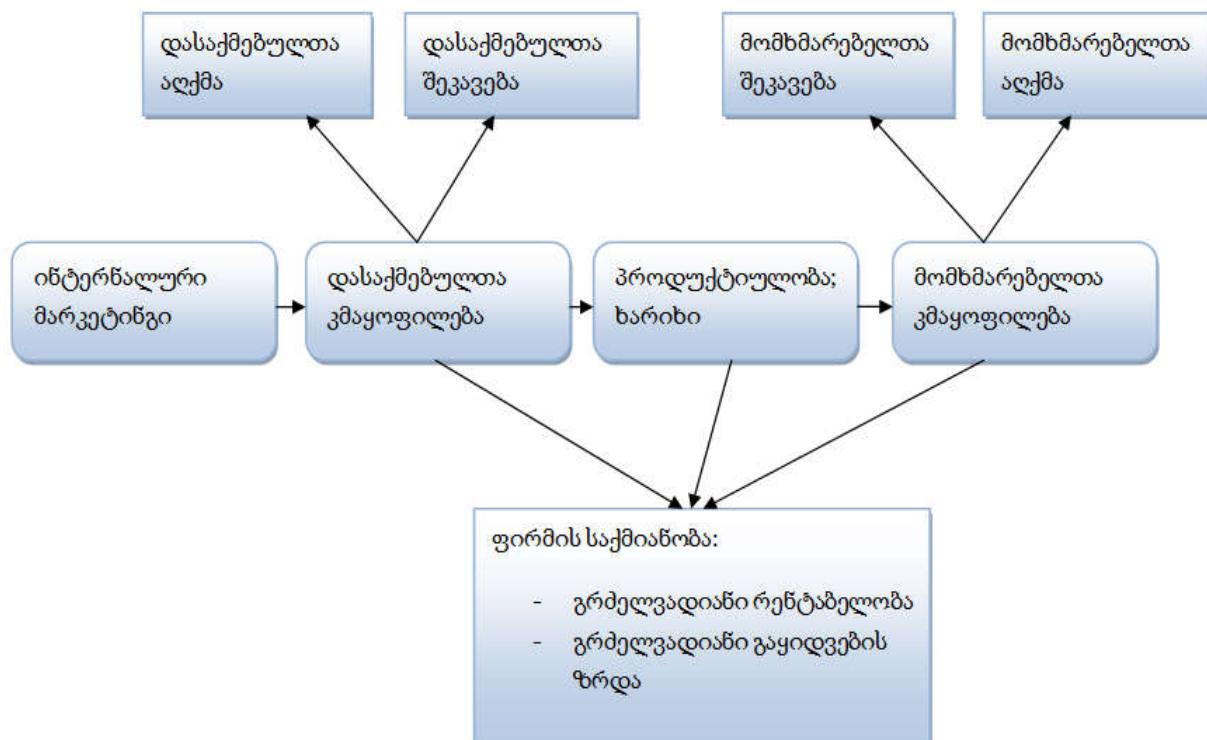 დასაქმებულთა
აღქმა
დასაქმებულთა
შეკავება
მომხმარებელთა
შეკავება
მომხმარებელთა
აღქმა
ინტერნალური
მარკეტინგი
დასაქმებულთა
კმაყოფილება
პროდუქტიულობა;
ხარიხი
მომხმარებელთა
კმაყოფილება
ფირმის საქმიანობა:
- გრძელვადიანი რენტაბელობა
- გრძელვადიანი გაყიდვების
ზრდა